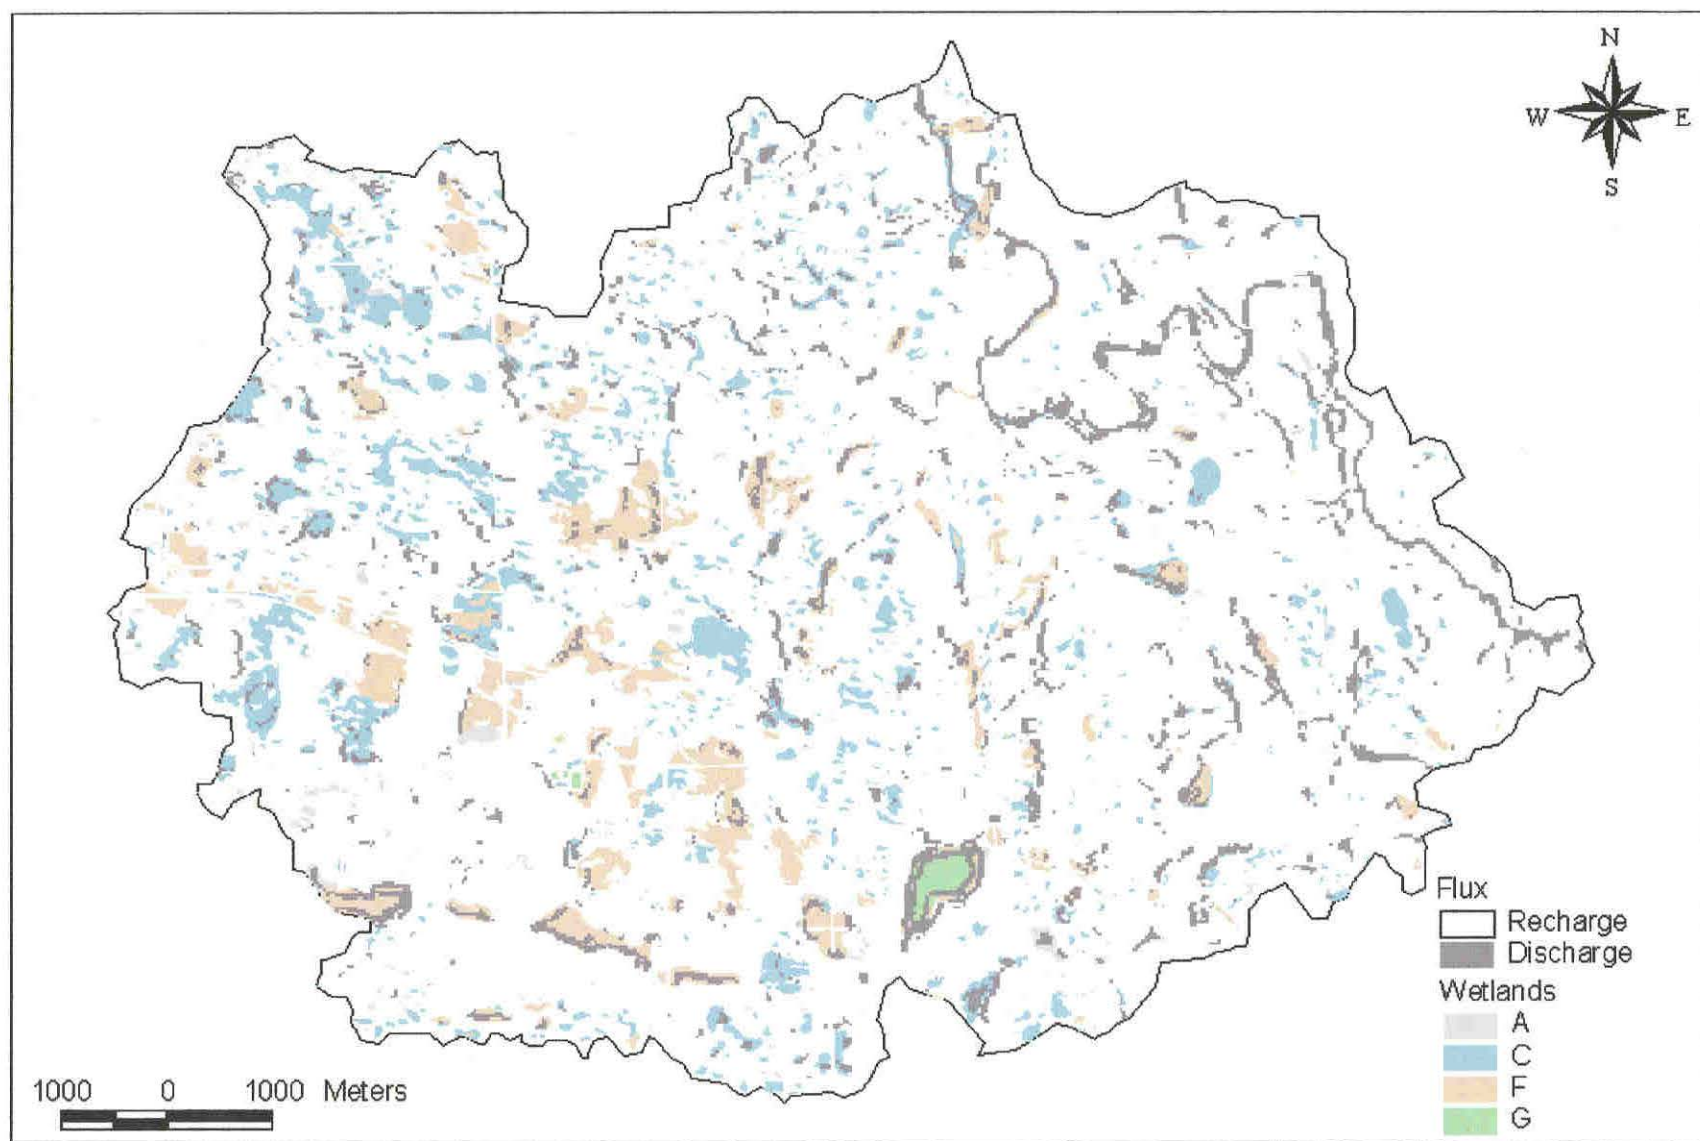 N
W E
S
Flux
Recharge
Discharge
Wetlands
A
C
F
G
1000 0 1000 Meters